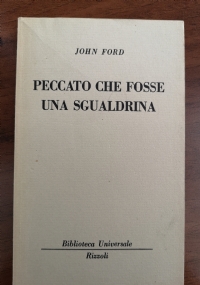 JOHN FORD
PECCATO CHE FOSSE
UNA SGUALDRINA
Biblioteca Universale
Rizzoli